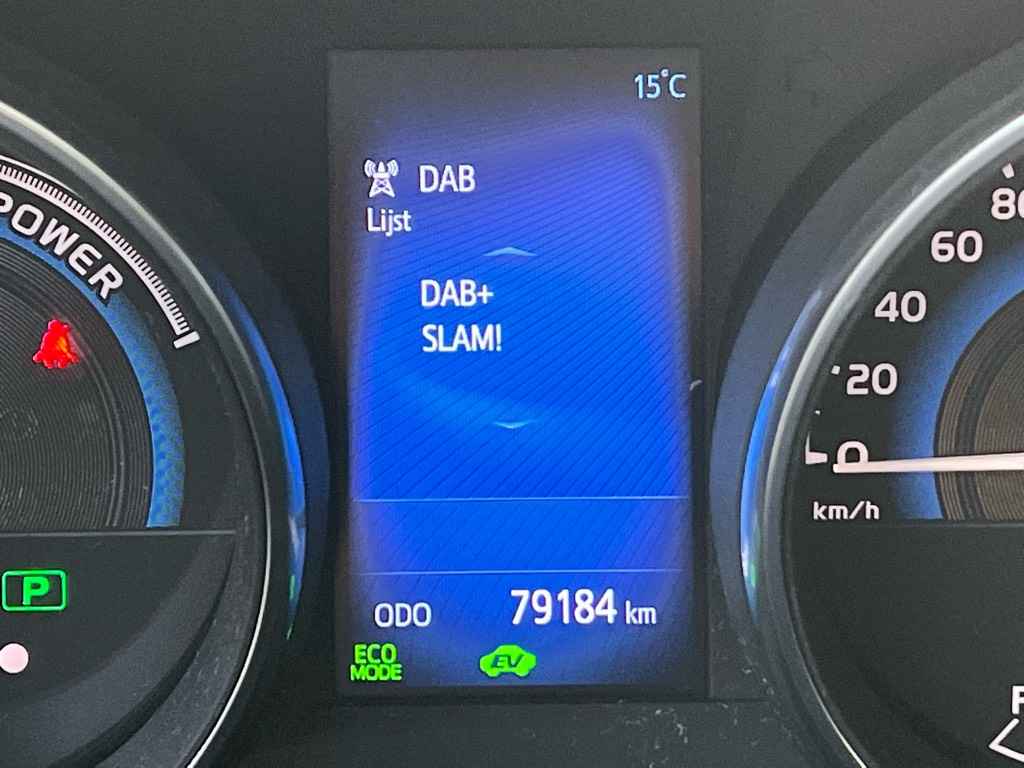 15°C
DAB
Lijst
DAB+
SLAM!
ODO 79184 km
ECO
MODE
EV
POWER
P
80
60
40
20
0
km/h